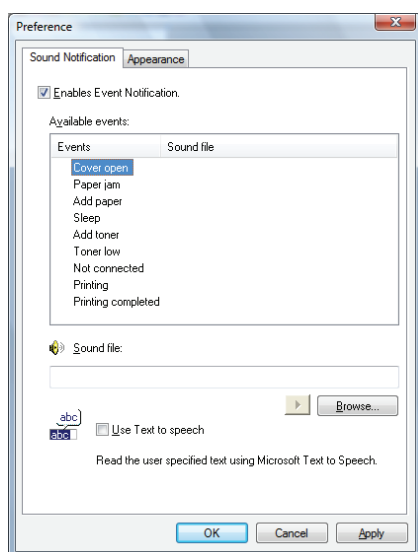 Preference
Sound Notification Appearance
Enables Event Notification.
Available events:
Events Sound file
Cover open
Paper jam
Add paper
Sleep
Add toner
Toner low
Not connected
Printing
Printing completed
Sound file:
Browse...
abc
abc
Use Text to speech
Read the user specified text using Microsoft Text to Speech.
OK Cancel Apply